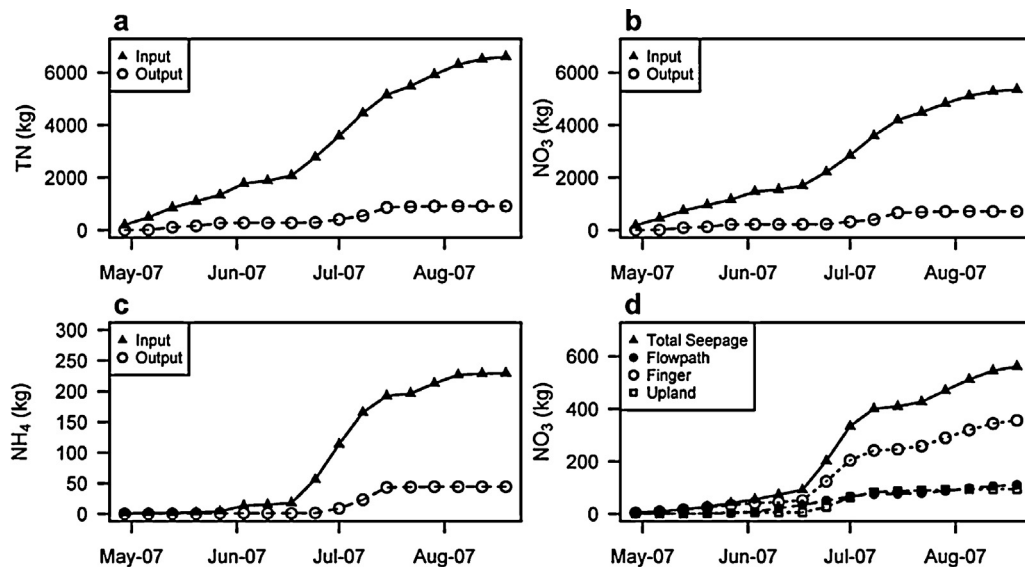 a
Input
Output
TN (kg)
6000
4000
2000
0
May-07 Jun-07 Jul-07 Aug-07
b
Input
Output
NO3 (kg)
6000
4000
2000
0
May-07 Jun-07 Jul-07 Aug-07
c
Input
Output
NH4 (kg)
300
250
200
150
100
50
0
May-07 Jun-07 Jul-07 Aug-07
d
Total Seepage
Flowpath
Finger
Upland
NO3 (kg)
600
400
200
0
May-07 Jun-07 Jul-07 Aug-07